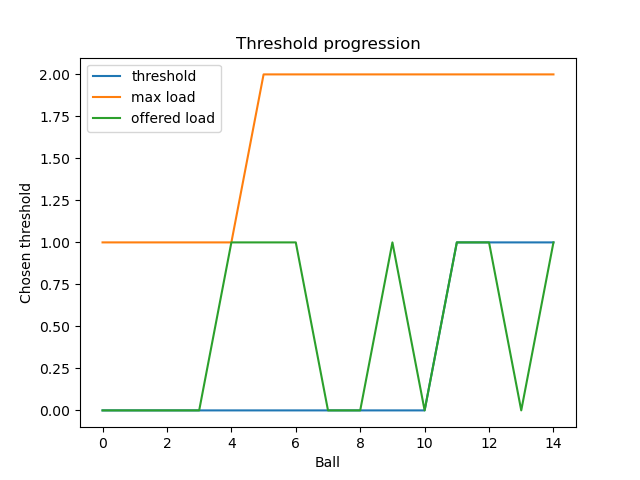 Threshold progression
threshold
max load
offered load
Chosen threshold
2.00
1.75
1.50
1.25
1.00
0.75
0.50
0.25
0.00
0 2 4 6 8 10 12 14
Ball